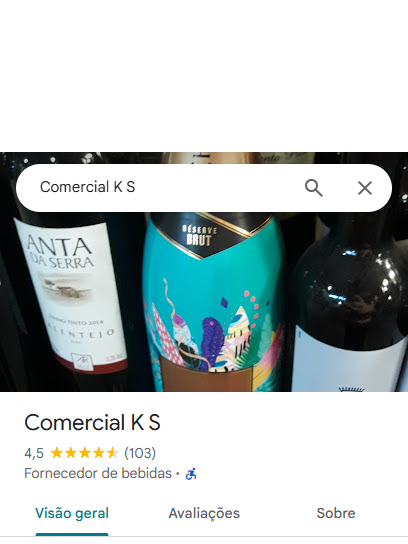 Comercial K S
RÉSERVE
BRUT
ANTA
DA SERRA
VINHO TINTO 2014
ALENTEJO
Comercial K S
4,5 (103)
Fornecedor de bebidas ·
Visão geral
Avaliações
Sobre